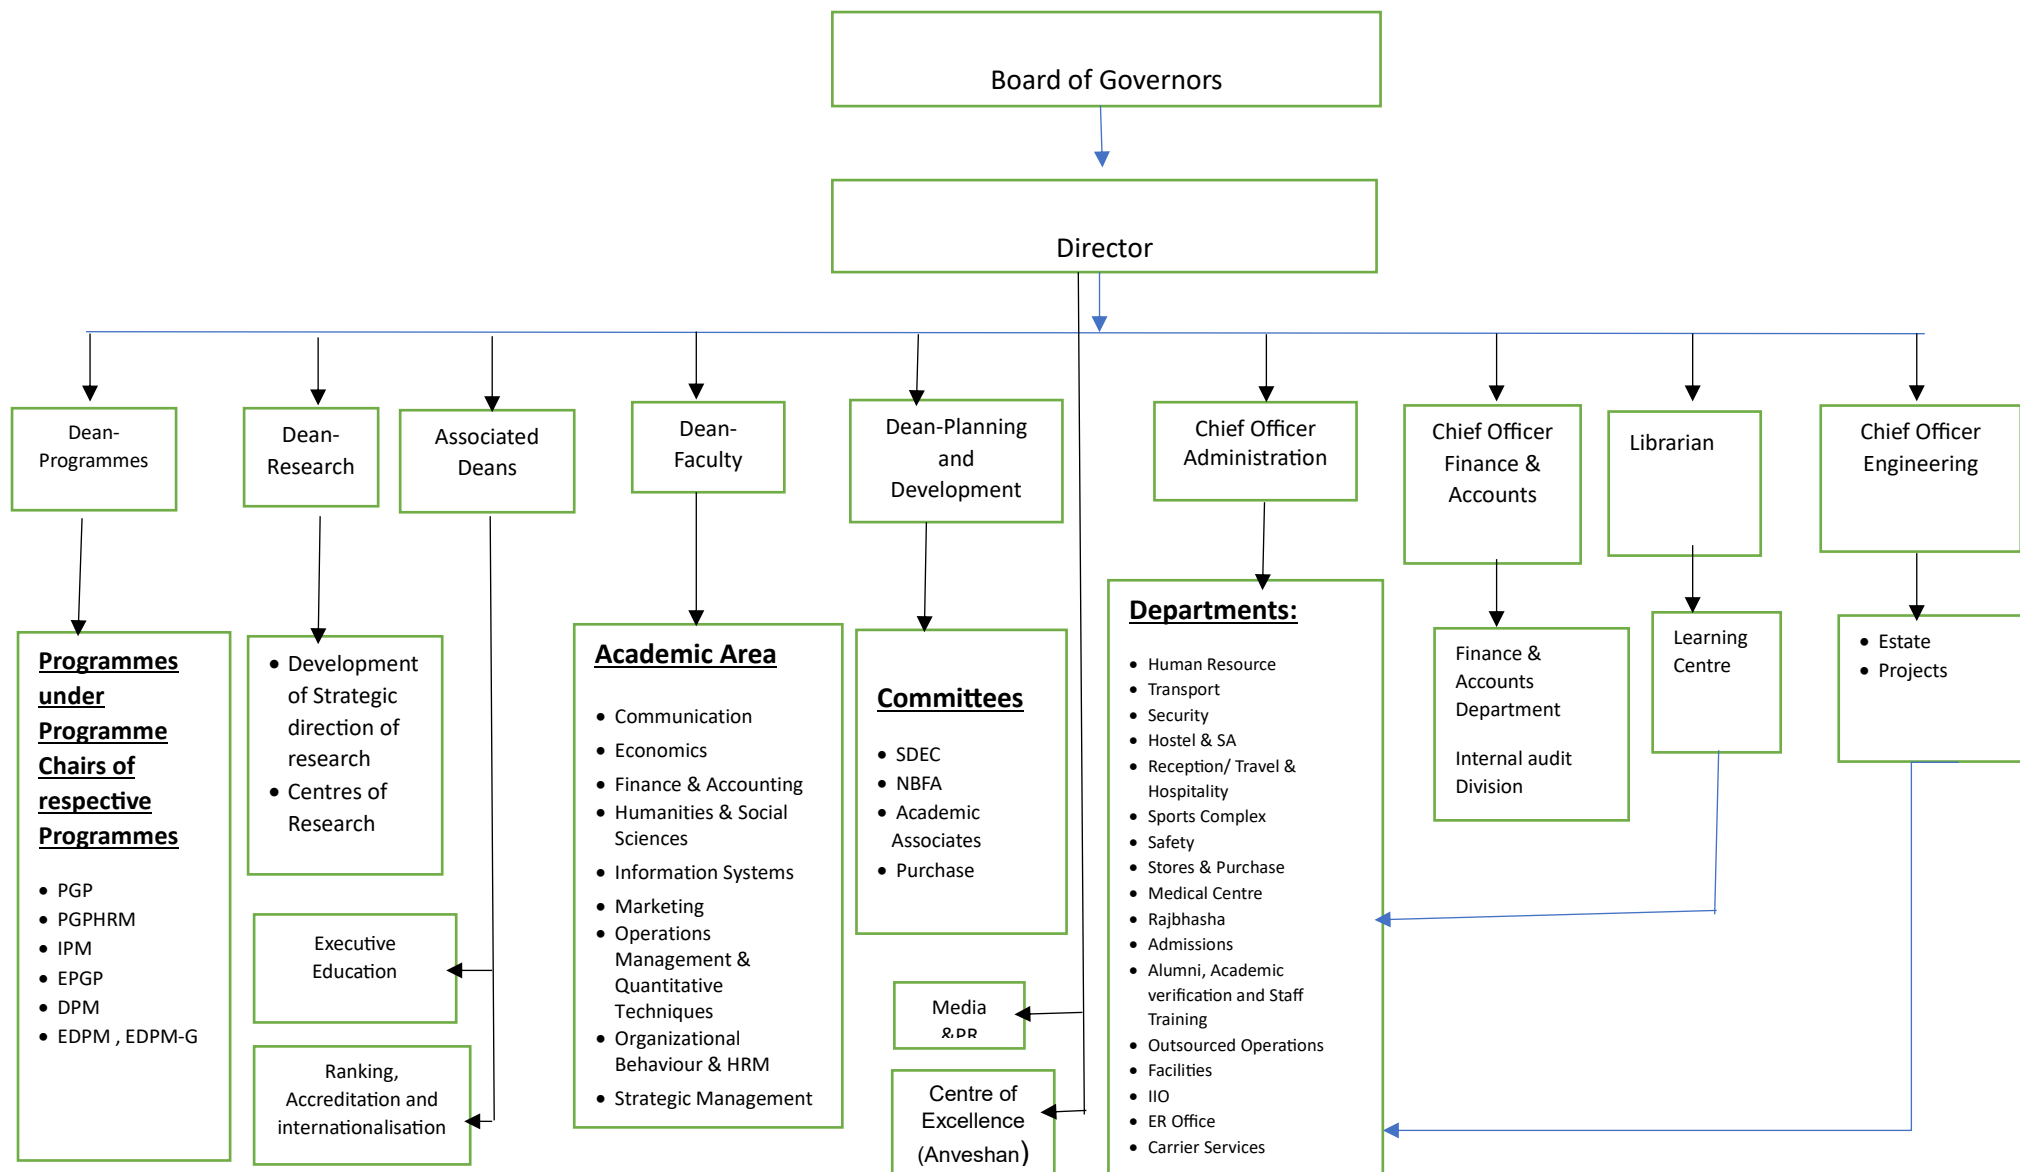 Board of Governors
Director
Dean-
Programmes
Dean-
Research
Associated
Deans
Dean-
Faculty
Dean-Planning
and
Development
Chief Officer
Administration
Chief Officer
Finance &
Accounts
Librarian
Chief Officer
Engineering
Programmes
under
Programme
Chairs of
respective
Programmes
• PGP
• PGPHRM
• IPM
• EPGP
• DPM
• EDPM , EDPM-G
• Development
of Strategic
direction of
research
• Centres of
Research
Executive
Education
Ranking,
Accreditation and
internationalisation
Academic Area
• Communication
• Economics
• Finance & Accounting
• Humanities & Social
Sciences
• Information Systems
• Marketing
• Operations
Management &
Quantitative
Techniques
• Organizational
Behaviour & HRM
• Strategic Management
Committees
• SDEC
• NBFA
• Academic
Associates
• Purchase
Media
&PR
Centre of
Excellence
(Anveshan)
Departments:
• Human Resource
• Transport
• Security
• Hostel & SA
• Reception/ Travel &
Hospitality
• Sports Complex
• Safety
• Stores & Purchase
• Medical Centre
• Rajbhasha
• Admissions
• Alumni, Academic
verification and Staff
Training
• Outsourced Operations
• Facilities
• IIO
• ER Office
• Carrier Services
Finance &
Accounts
Department
Internal audit
Division
Learning
Centre
• Estate
• Projects